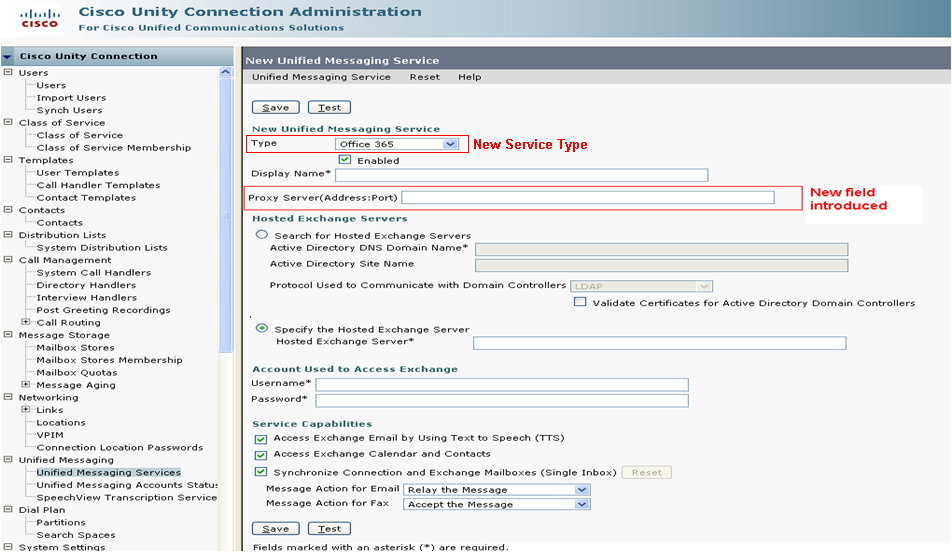 CISCO
Cisco Unity Connection Administration
For Cisco Unified Communications Solutions
Cisco Unity Connection
Users
Users
Import Users
Synch Users
Class of Service
Class of Service
Class of Service Membership
Templates
User Templates
Call Handler Templates
Contact Templates
Contacts
Contacts
Distribution Lists
System Distribution Lists
Call Management
System Call Handlers
Directory Handlers
Interview Handlers
Post Greeting Recordings
Call Routing
Message Storage
Mailbox Stores
Mailbox Stores Membership
Mailbox Quotas
Message Aging
Networking
Links
Locations
VPIM
Connection Location Passwords
Unified Messaging
Unified Messaging Services
Unified Messaging Accounts Status
SpeechView Transcription Service
Dial Plan
Partitions
Search Spaces
System Settings
New Unified Messaging Service
Unified Messaging Service Reset Help
Save Test
New Unified Messaging Service
Type Office 365 New Service Type
Enabled
Display Name*
Proxy Server(Address:Port) New field
introduced
Hosted Exchange Servers
Search for Hosted Exchange Servers
Active Directory DNS Domain Name*
Active Directory Site Name
Protocol Used to Communicate with Domain Controllers LDAP
Validate Certificates for Active Directory Domain Controllers
Specify the Hosted Exchange Server
Hosted Exchange Server*
Account Used to Access Exchange
Username*
Password*
Service Capabilities
Access Exchange Email by Using Text to Speech (TTS)
Access Exchange Calendar and Contacts
Synchronize Connection and Exchange Mailboxes (Single Inbox) Reset
Message Action for Email Relay the Message
Message Action for Fax Accept the Message
Save Test
Fields marked with an asterisk (*) are required.